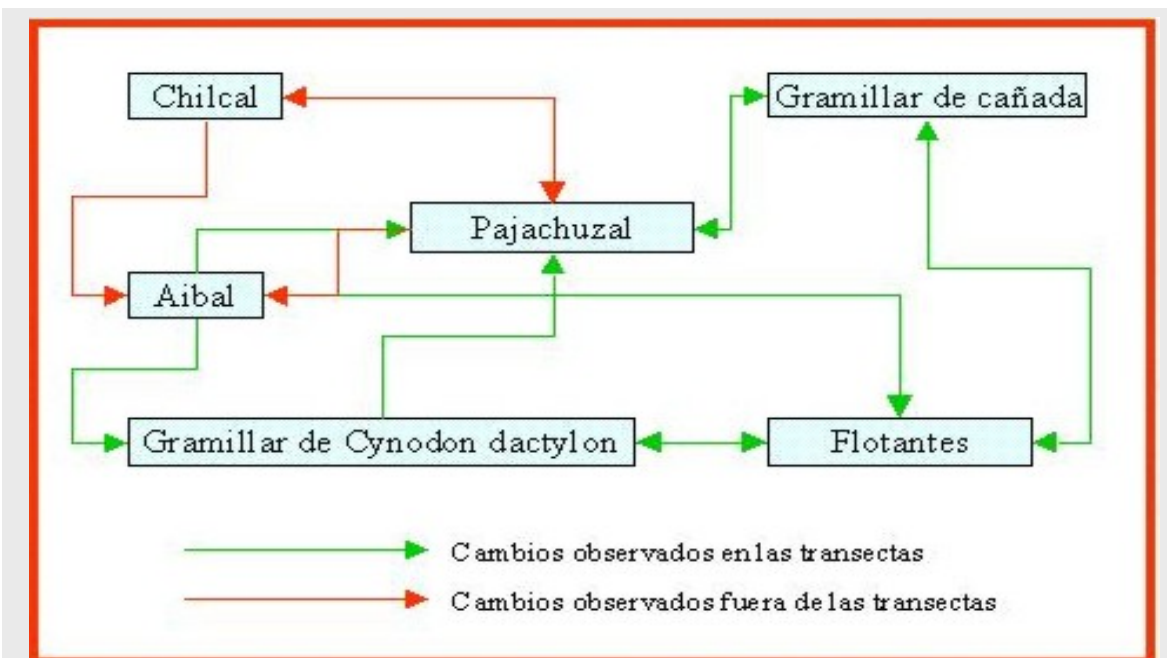 Chilcal
Gramillar de cañada
Pajachuzal
Aibal
Gramillar de Cynodon dactylon
Flotantes
Cambios observados en las transectas
Cambios observados fuera de las transectas